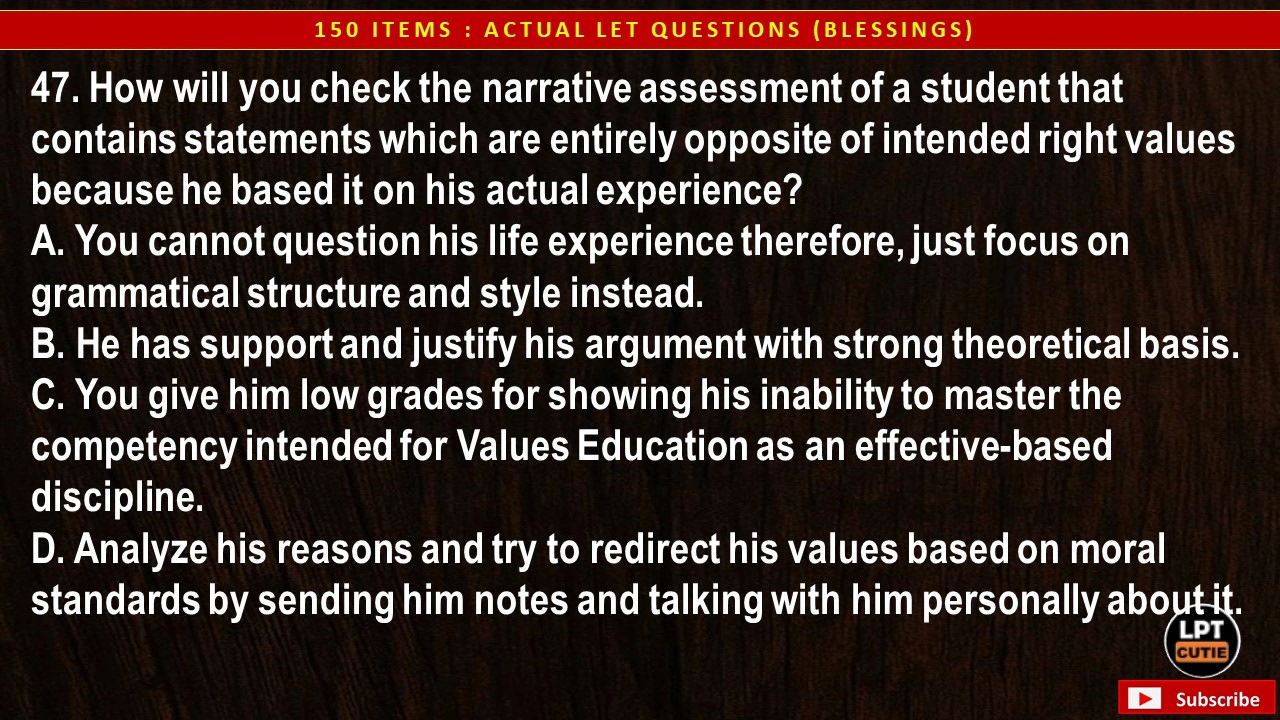 150 ITEMS : ACTUAL LET QUESTIONS (BLESSINGS)
47. How will you check the narrative assessment of a student that
contains statements which are entirely opposite of intended right values
because he based it on his actual experience?
A. You cannot question his life experience therefore, just focus on
grammatical structure and style instead.
B. He has support and justify his argument with strong theoretical basis.
C. You give him low grades for showing his inability to master the
competency intended for Values Education as an effective-based
discipline.
D. Analyze his reasons and try to redirect his values based on moral
standards by sending him notes and talking with him personally about it.
LPT
CUTIE
Subscribe